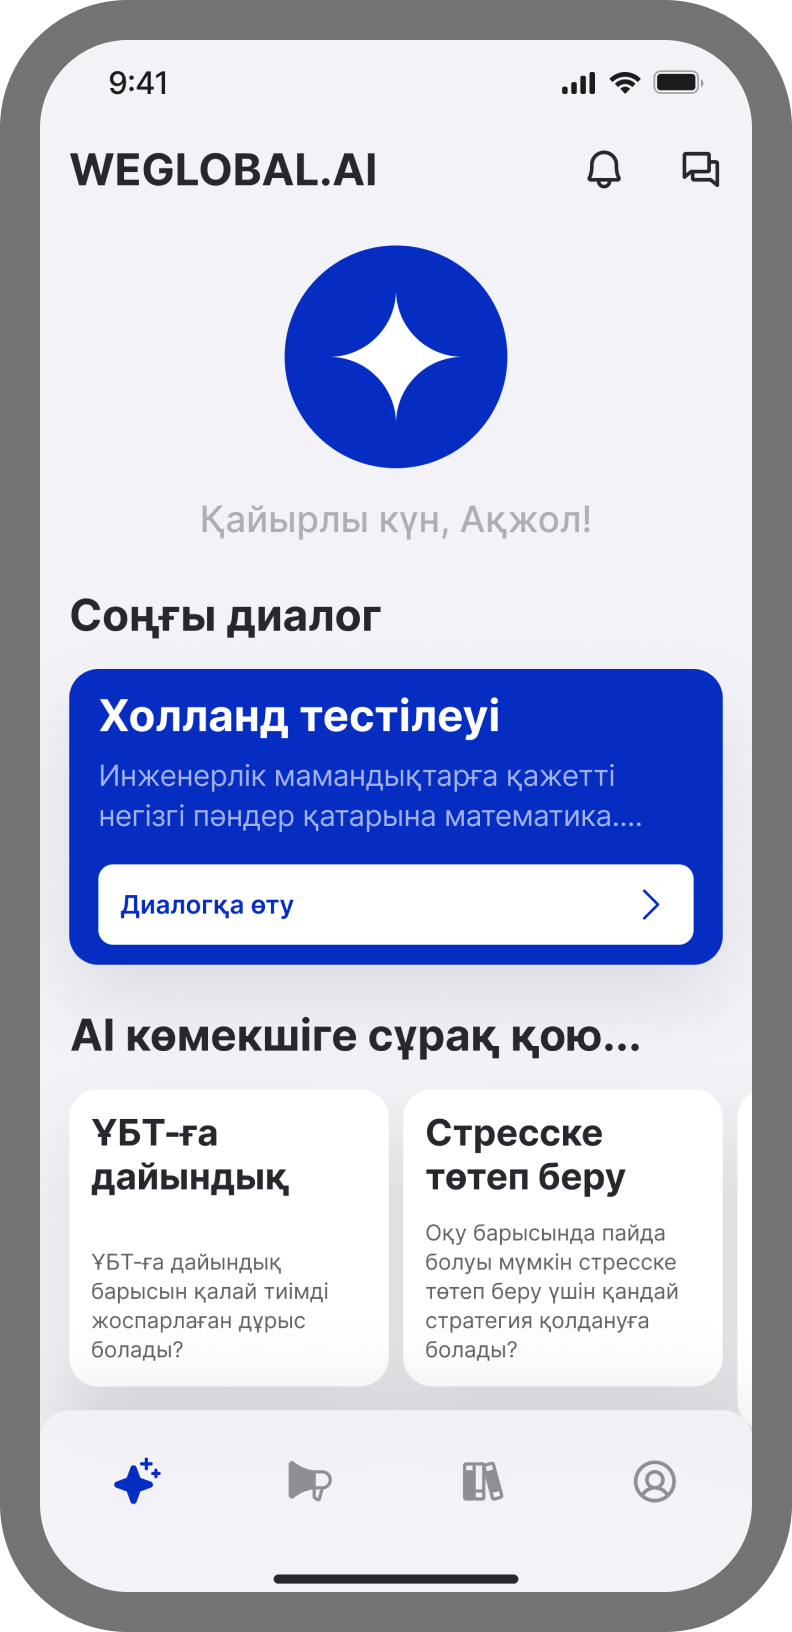 9:41
WEGLOBAL.AI
Қайырлы күн, Ақжол!
Соңғы диалог
Холланд тестілеуі
Инженерлік мамандықтарға қажетті
негізгі пәндер қатарына математика....
Диалогқа өту
AI көмекшіге сұрақ қою...
ҰБТ-ға
дайындық
ҰБТ-ға дайындық
барысын қалай тиімді
жоспарлаған дұрыс
болады?
Стресске
төтеп беру
Оқу барысында пайда
болуы мүмкін стресске
төтеп беру үшін қандай
стратегия қолдануға
болады?